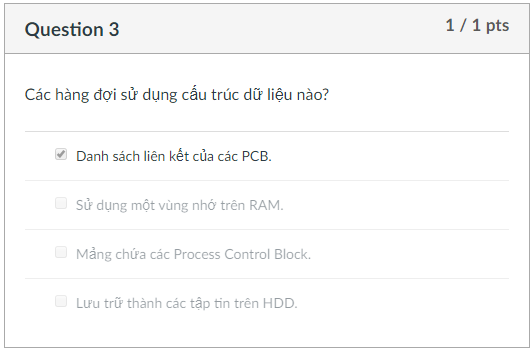 Question 3
1 / 1 pts
Các hàng đợi sử dụng cấu trúc dữ liệu nào?
Danh sách liên kết của các PCB.
Sử dụng một vùng nhớ trên RAM.
Mảng chứa các Process Control Block.
Lưu trữ thành các tập tin trên HDD.